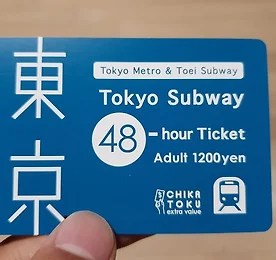 東京
Tokyo Metro & Toei Subway
Tokyo Subway
48-hour Ticket
Adult 1200yen
CHIKA
TOKU
extra value